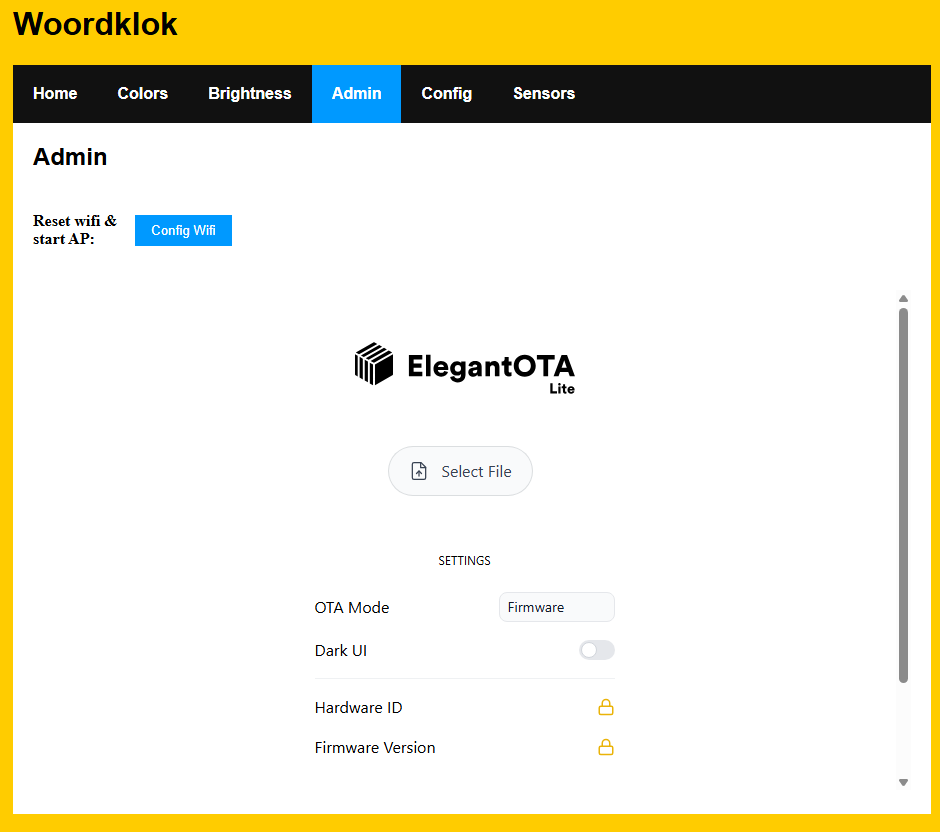 Woordklok
Home Colors Brightness Admin Config Sensors
Admin
Reset wifi &
start AP:
Config Wifi
ElegantOTA
Lite
Select File
SETTINGS
OTA Mode Firmware
Dark UI
Hardware ID
Firmware Version